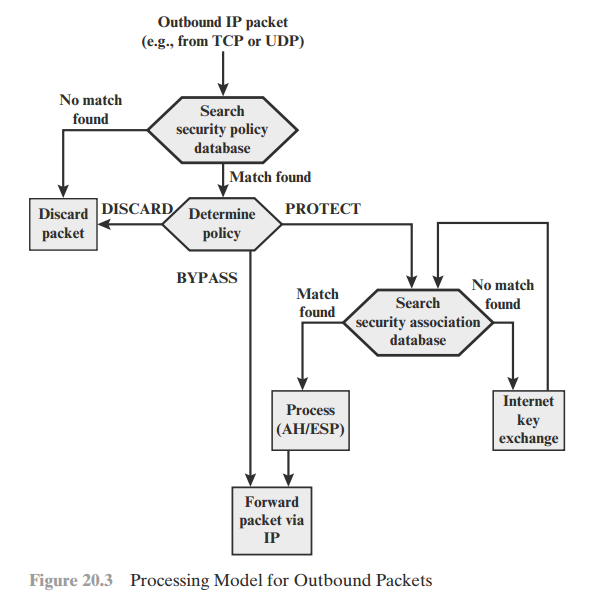 Outbound IP packet
(e.g., from TCP or UDP)
No match
found
Search
security policy
database
Match found
Discard
packet
DISCARD
Determine
policy
PROTECT
BYPASS
Match
found
Search
security association
database
No match
found
Process
(AH/ESP)
Internet
key
exchange
Forward
packet via
IP
Figure 20.3 Processing Model for Outbound Packets